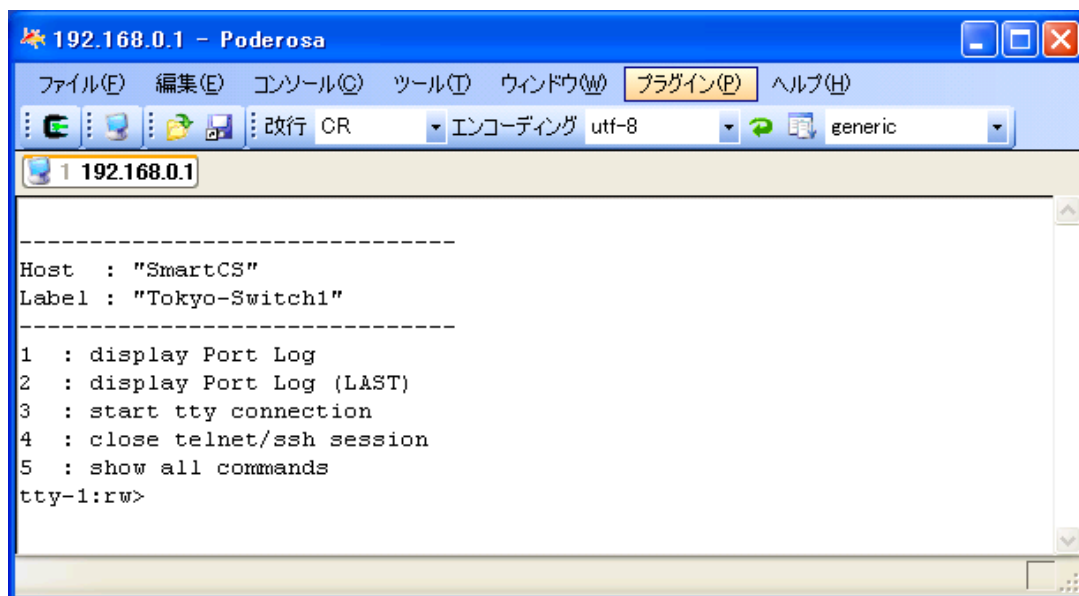 192.168.0.1 - Poderosa
ファイル(F) 編集(E) コンソール(C) ツール(T) ウィンドウ(W) プラグイン(P) ヘルプ(H)
改行 CR エンコーディング utf-8 generic
1 192.168.0.1
-------------------------------
Host  : "SmartCS"
Label : "Tokyo-Switch1"
-------------------------------
1  : display Port Log
2  : display Port Log (LAST)
3  : start tty connection
4  : close telnet/ssh session
5  : show all commands
tty-1:rw>